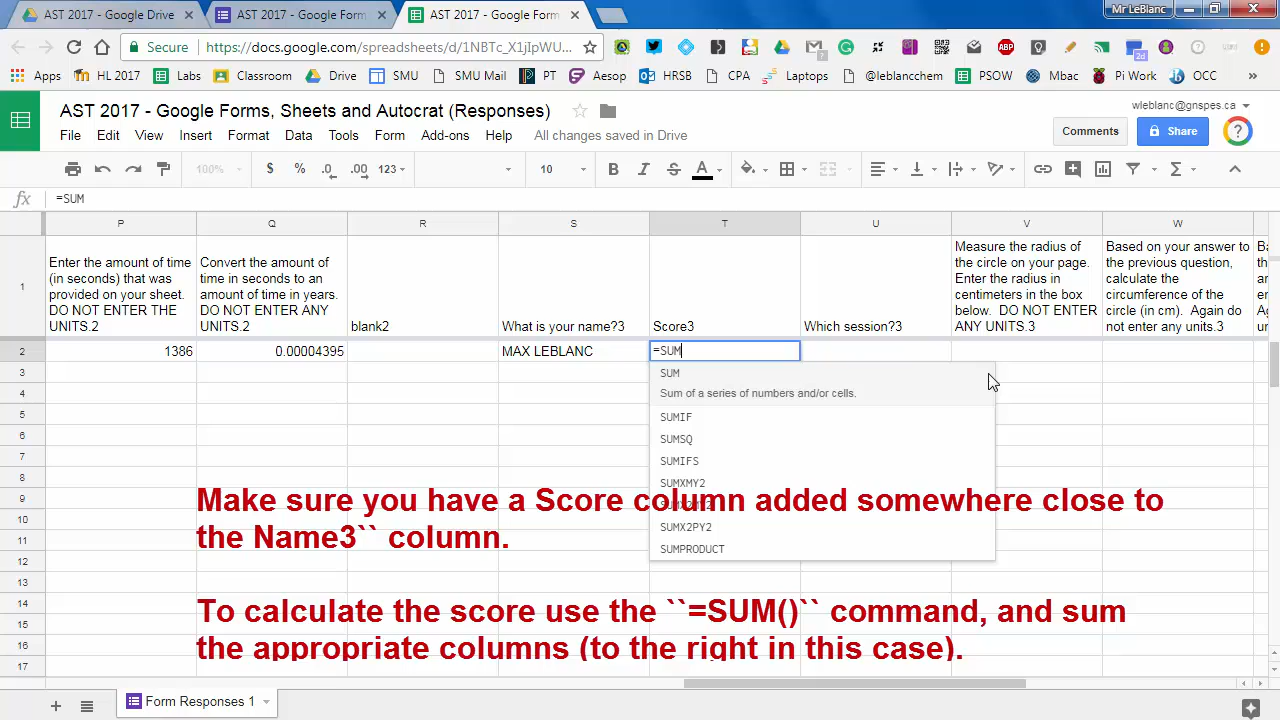 AST 2017 - Google Drive
AST 2017 - Google Form
AST 2017 - Google Form
Mr LeBlanc
Secure
https://docs.google.com/spreadsheets/d/1NBTc_X1jIpWU...
Apps
HL 2017
Labs
Classroom
Drive
SMU
SMU Mail
PT
Aesop
HRSB
CPA
Laptops
@leblancchem
PSOW
Mbac
Pi Work
OCC
»
AST 2017 - Google Forms, Sheets and Autocrat (Responses)
wleblanc@gnspes.ca
File Edit View Insert Format Data Tools Form Add-ons Help All changes saved in Drive
Comments
Share
100% $ % .0 .00 123 10 B I S A
fx =SUM
P Q R S T U V W
1
Enter the amount of time
(in seconds) that was
provided on your sheet.
DO NOT ENTER THE
UNITS.2
Convert the amount of
time in seconds to an
amount of time in years.
DO NOT ENTER ANY
UNITS.2
blank2
What is your name?3
Score3
Which session?3
Measure the radius of
the circle on your page.
Enter the radius in
centimeters in the box
below. DO NOT ENTER
ANY UNITS.3
Based on your answer to
the previous question,
calculate the
circumference of the
circle (in cm). Again do
not enter any units.3
2 1386 0.00004395 MAX LEBLANC =SUM
3
4
5
6
7
8
9
10
11
12
13
14
15
16
17
SUM
Sum of a series of numbers and/or cells.
SUMIF
SUMSQ
SUMIFS
SUMXMY2
SUMX2PY2
SUMPRODUCT
Make sure you have a Score column added somewhere close to
the Name3`` column.
To calculate the score use the ``=SUM()`` command, and sum
the appropriate columns (to the right in this case).
Form Responses 1